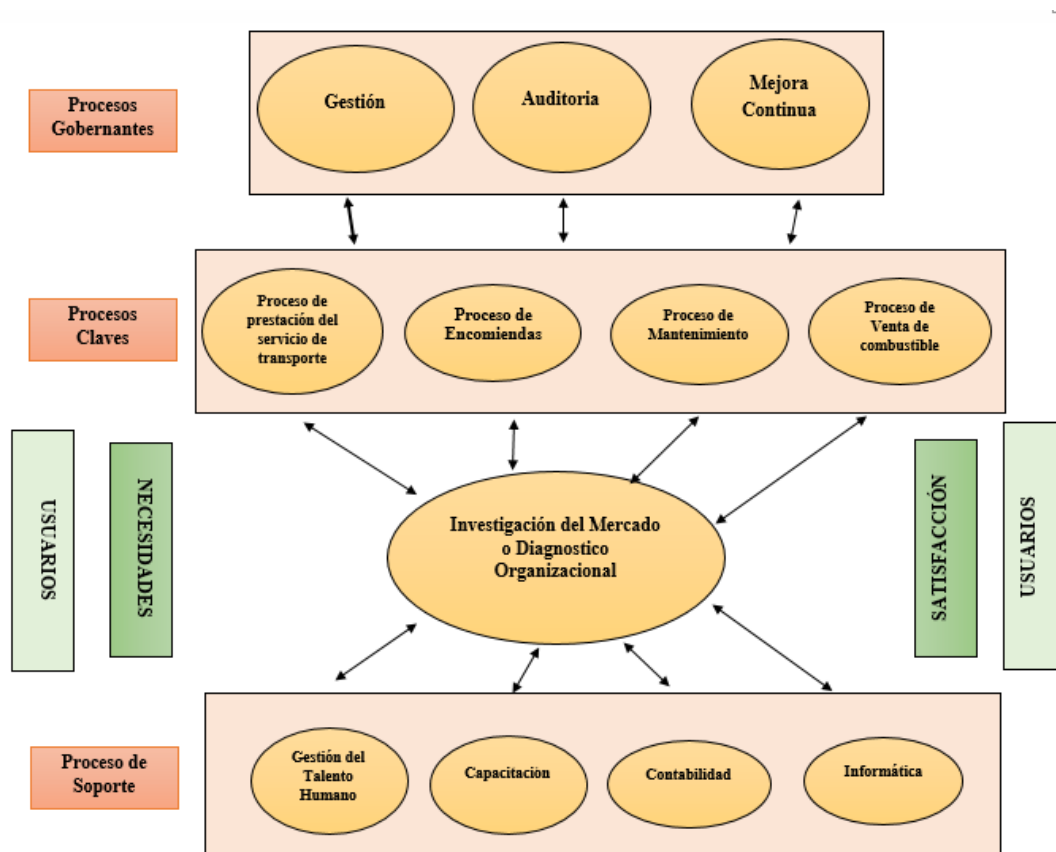 Procesos
Gobernantes
Gestión
Auditoria
Mejora
Continua
Procesos
Claves
Proceso de
prestación del
servicio de
transporte
Proceso de
Encomiendas
Proceso de
Mantenimiento
Proceso de
Venta de
combustible
USUARIOS
NECESIDADES
Investigación del Mercado
o Diagnostico
Organizacional
SATISFACCIÓN
USUARIOS
Proceso de
Soporte
Gestión del
Talento
Humano
Capacitación
Contabilidad
Informática